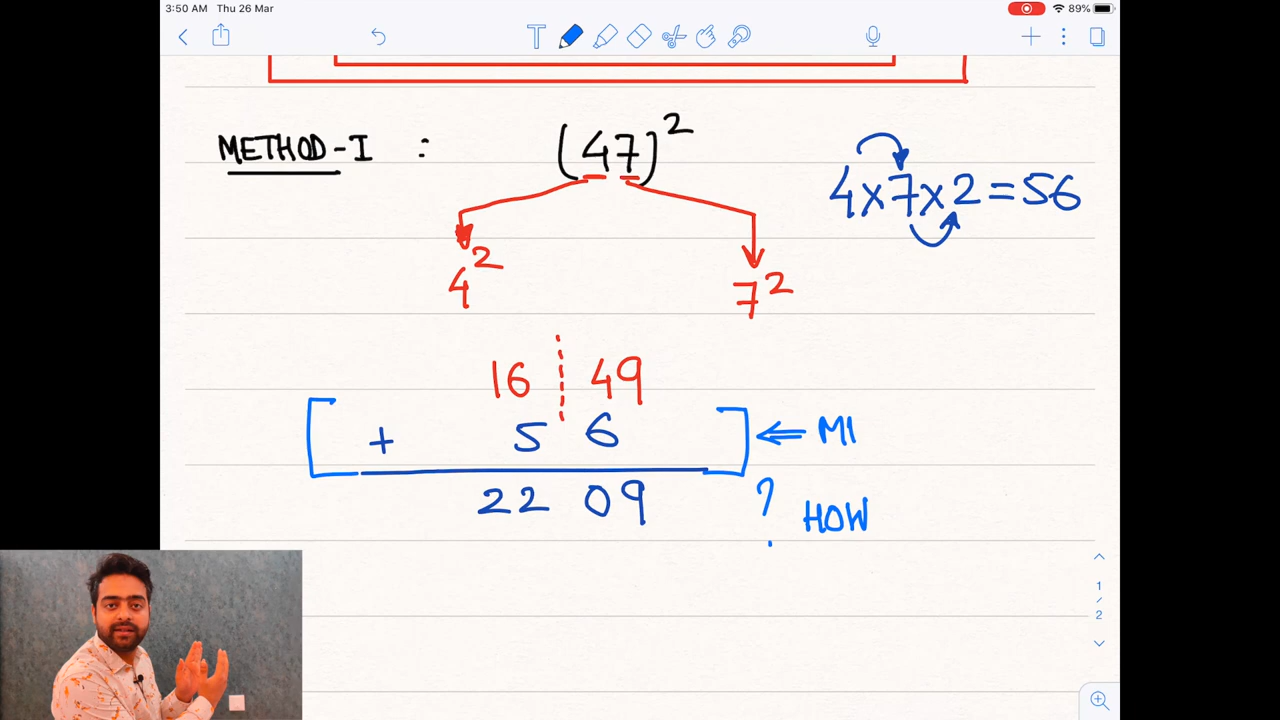 3:50 AM Thu 26 Mar 89%
T
METHOD-I : (47)²
4x7x2=56
4² 7²
16 49
+ 5 6 ⇐ M1
22 09 ? HOW
1
/
2